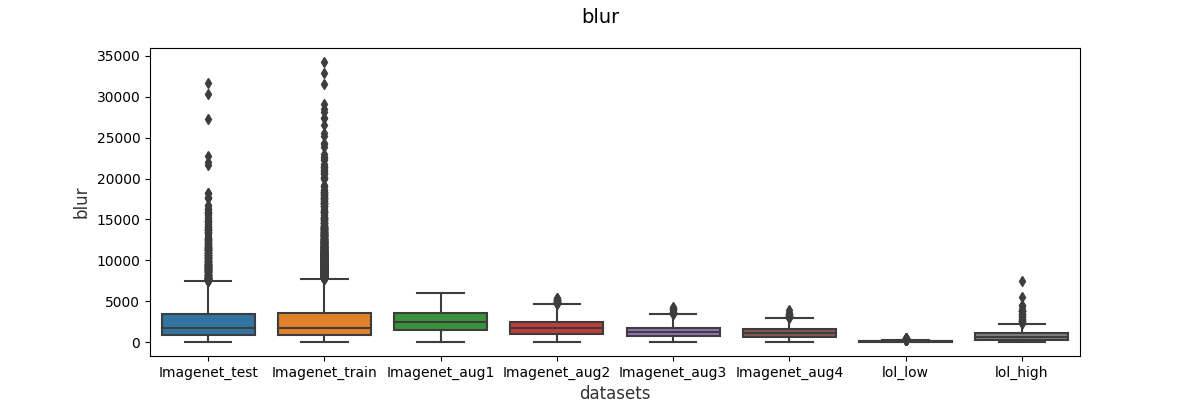 blur
35000
30000
25000
20000
15000
10000
5000
0
blur
Imagenet_test Imagenet_train Imagenet_aug1 Imagenet_aug2 Imagenet_aug3 Imagenet_aug4 lol_low lol_high
datasets